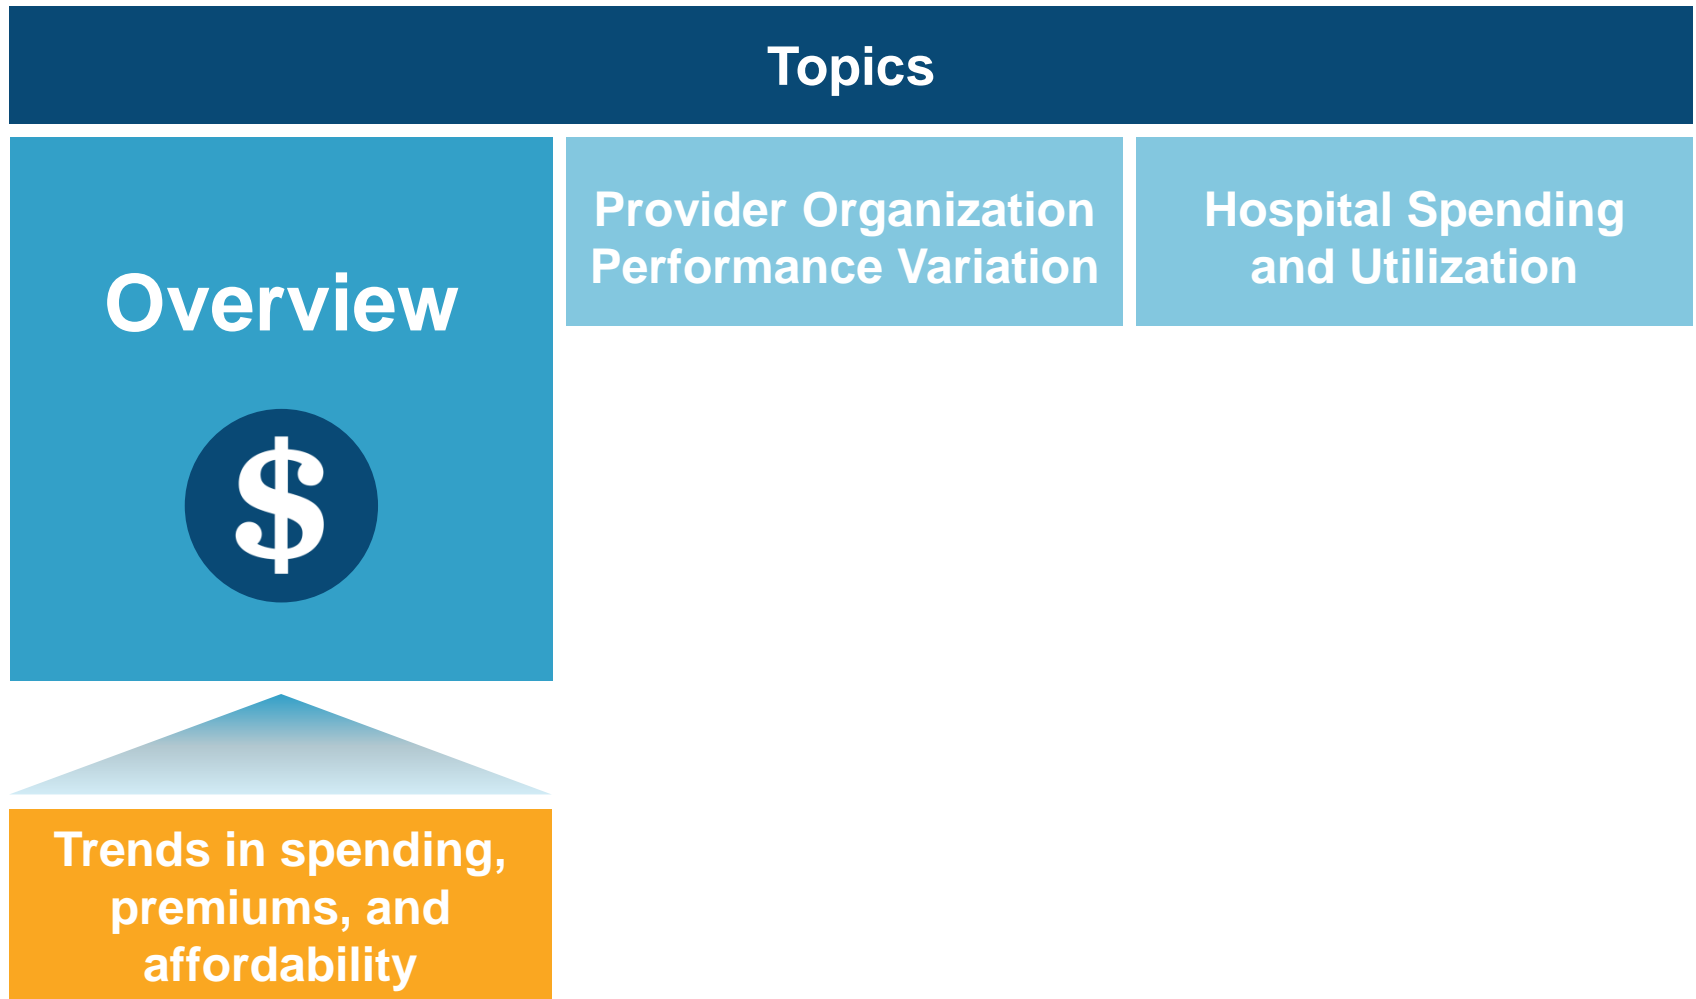 Topics
Overview
$
Provider Organization
Performance Variation
Hospital Spending
and Utilization
Trends in spending,
premiums, and
affordability